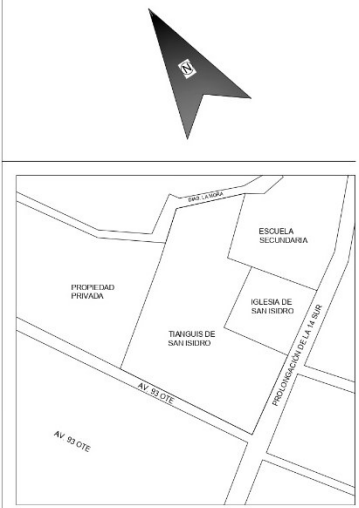 N
DIAG. LA NORIA
ESCUELA
SECUNDARIA
PROPIEDAD
PRIVADA
IGLESIA DE
SAN ISIDRO
TIANGUIS DE
SAN ISIDRO
PROLONGACIÓN DE LA 14 SUR
AV. 93 OTE
AV. 93 OTE